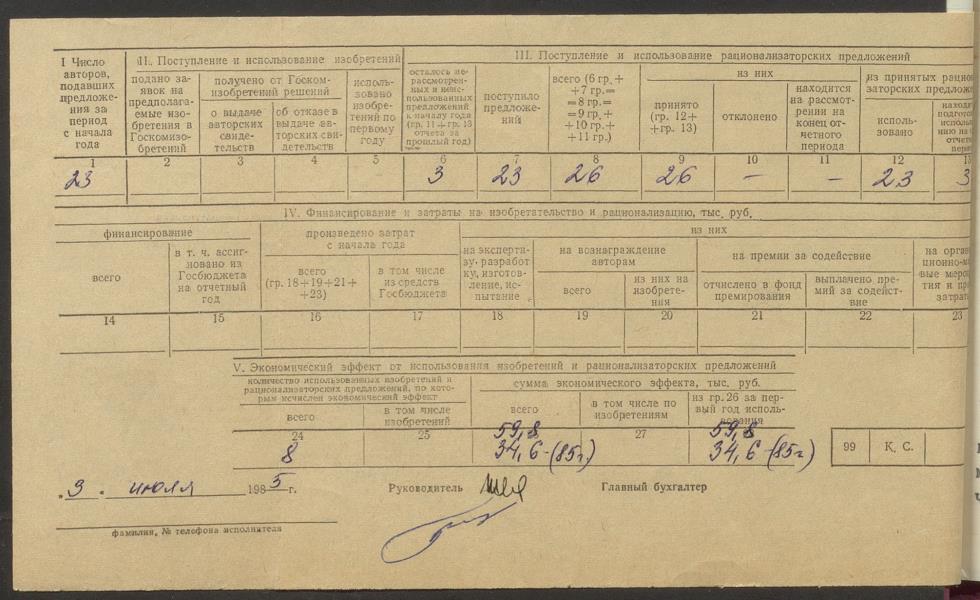 I Число авторов, подавших предложения за период с начала года
II. Поступление и использование изобретений
III. Поступление и использование рационализаторских предложений
подано заявок на предполагаемые изобретения в Госкомизобретений
получено от Госкомизобретений решений
о выдаче авторских свидетельств
об отказе в выдаче авторских свидетельств
использовано изобретений по первому году
осталось нерассмотренных и неиспользованных предложений к началу года (гр. 11+гр. 13 отчета за прошлый год)
поступило предложений
всего (6 гр.+ +7 гр.= =8 гр.= =9 гр.+ +10 гр.+ +11 гр.)
из них
принято (гр. 12+ +гр. 13)
отклонено
находится на рассмотрении на конец отчетного периода
из принятых
использовано
1 2 3 4 5 6 7 8 9 10 11 12 13
23 3 23 26 26 — — 23 3
IV. Финансирование и затраты на изобретательство и рационализацию, тыс. руб.
финансирование
всего
в т. ч. ассигновано из Госбюджета на отчетный год
произведено затрат с начала года
всего (гр. 18+19+21+ +23)
в том числе из средств Госбюджета
из них
на экспертизу, разработку, изготовление, испытание
на вознаграждение авторам
всего
из них на изобретения
на премии за содействие
отчислено в фонд премирования
выплачено премий за содействие
14 15 16 17 18 19 20 21 22 23
V. Экономический эффект от использования изобретений и рационализаторских предложений
количество использованных изобретений и рационализаторских предложений, по которым исчислен экономический эффект
всего
в том числе изобретений
сумма экономического эффекта, тыс. руб.
всего
в том числе по изобретениям
из гр. 26 за первый год использования
24 25 27
59,8 59,8
8 34,6 (85г.) 34,6 (85г.)
99 К. С.
„3„ июля 1985 г.
Руководитель
Главный бухгалтер
фамилия, № телефона исполнителя